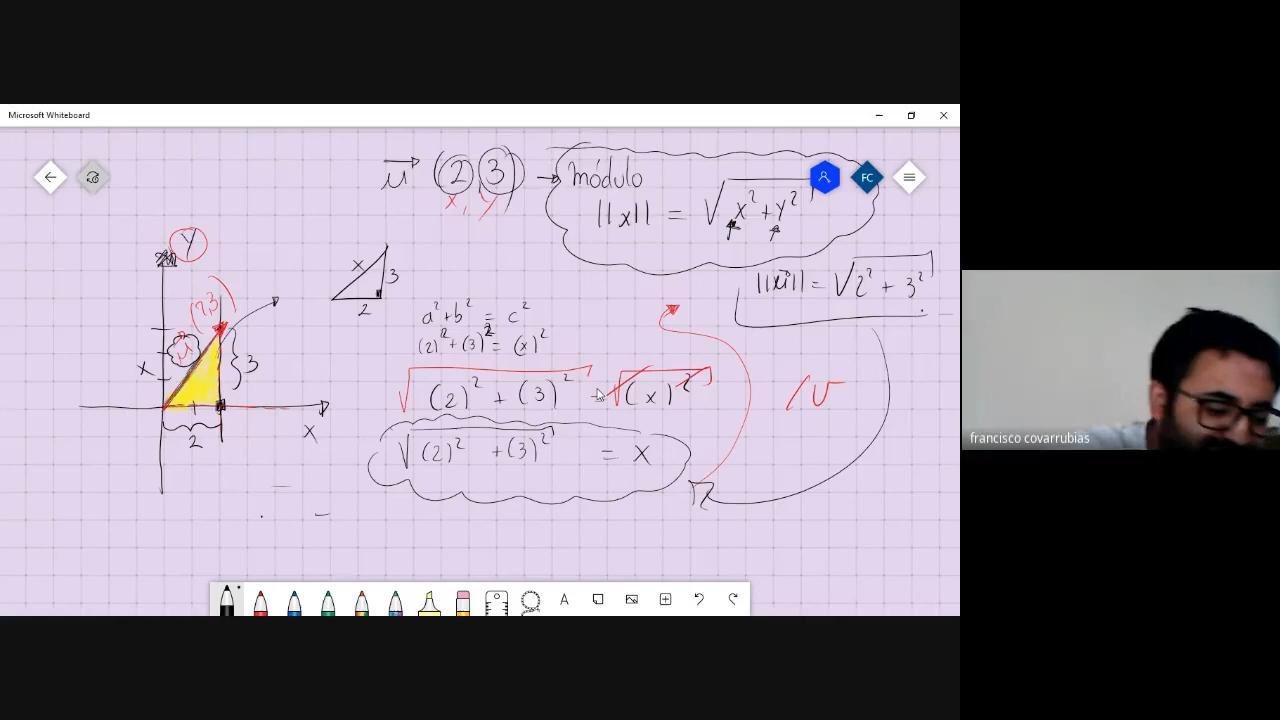 Microsoft Whiteboard
μ (2, 3) → módulo
x, y
||x|| = √x²+y²
FC
y
x
3
2
||x|| = √2² + 3²
(2,3)
μ
x
3
2
x
a²+b² = c²
(2)²+(3)² = (x)²
√(2)² + (3)² = √(x)²
√(2)² +(3)² = x
francisco covarrubias
A